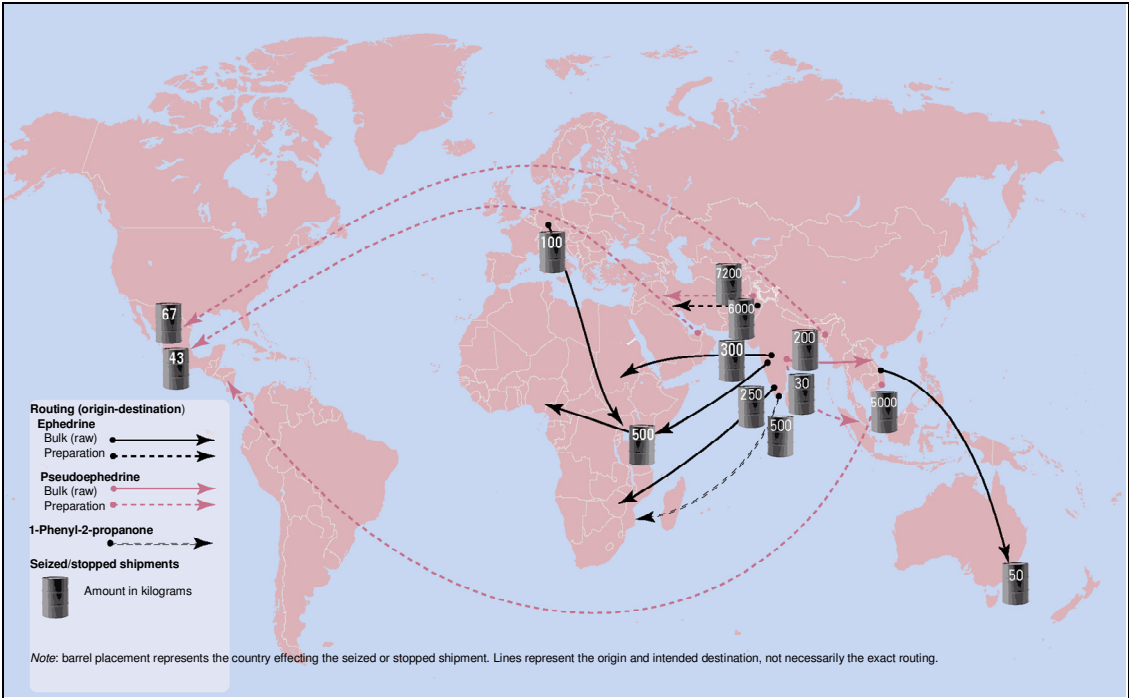 100
7200
6000
67
43
300
200
250
30
500
5000
500
50
Routing (origin-destination)
Ephedrine
Bulk (raw)
Preparation
Pseudoephedrine
Bulk (raw)
Preparation
1-Phenyl-2-propanone
Seized/stopped shipments
Amount in kilograms
Note: barrel placement represents the country effecting the seized or stopped shipment. Lines represent the origin and intended destination, not necessarily the exact routing.